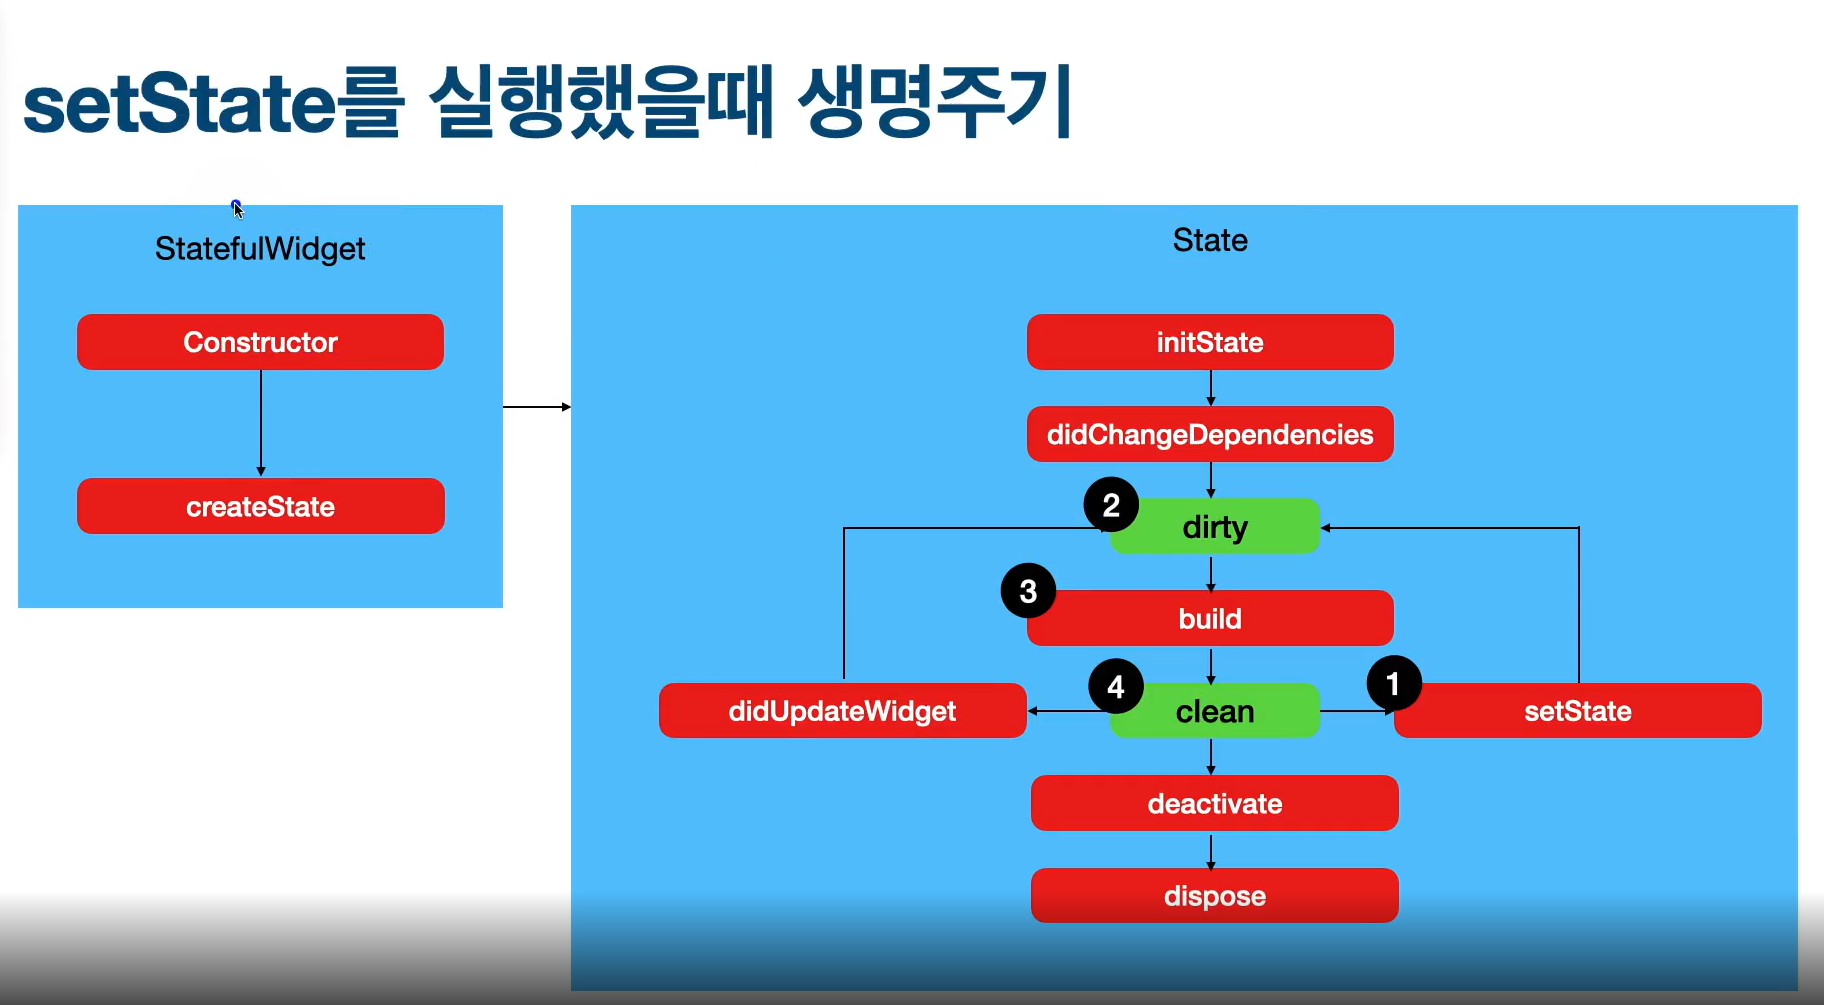 setState를 실행했을때 생명주기
StatefulWidget
Constructor
createState
State
initState
didChangeDependencies
2
dirty
3
build
didUpdateWidget
4
clean
1
setState
deactivate
dispose